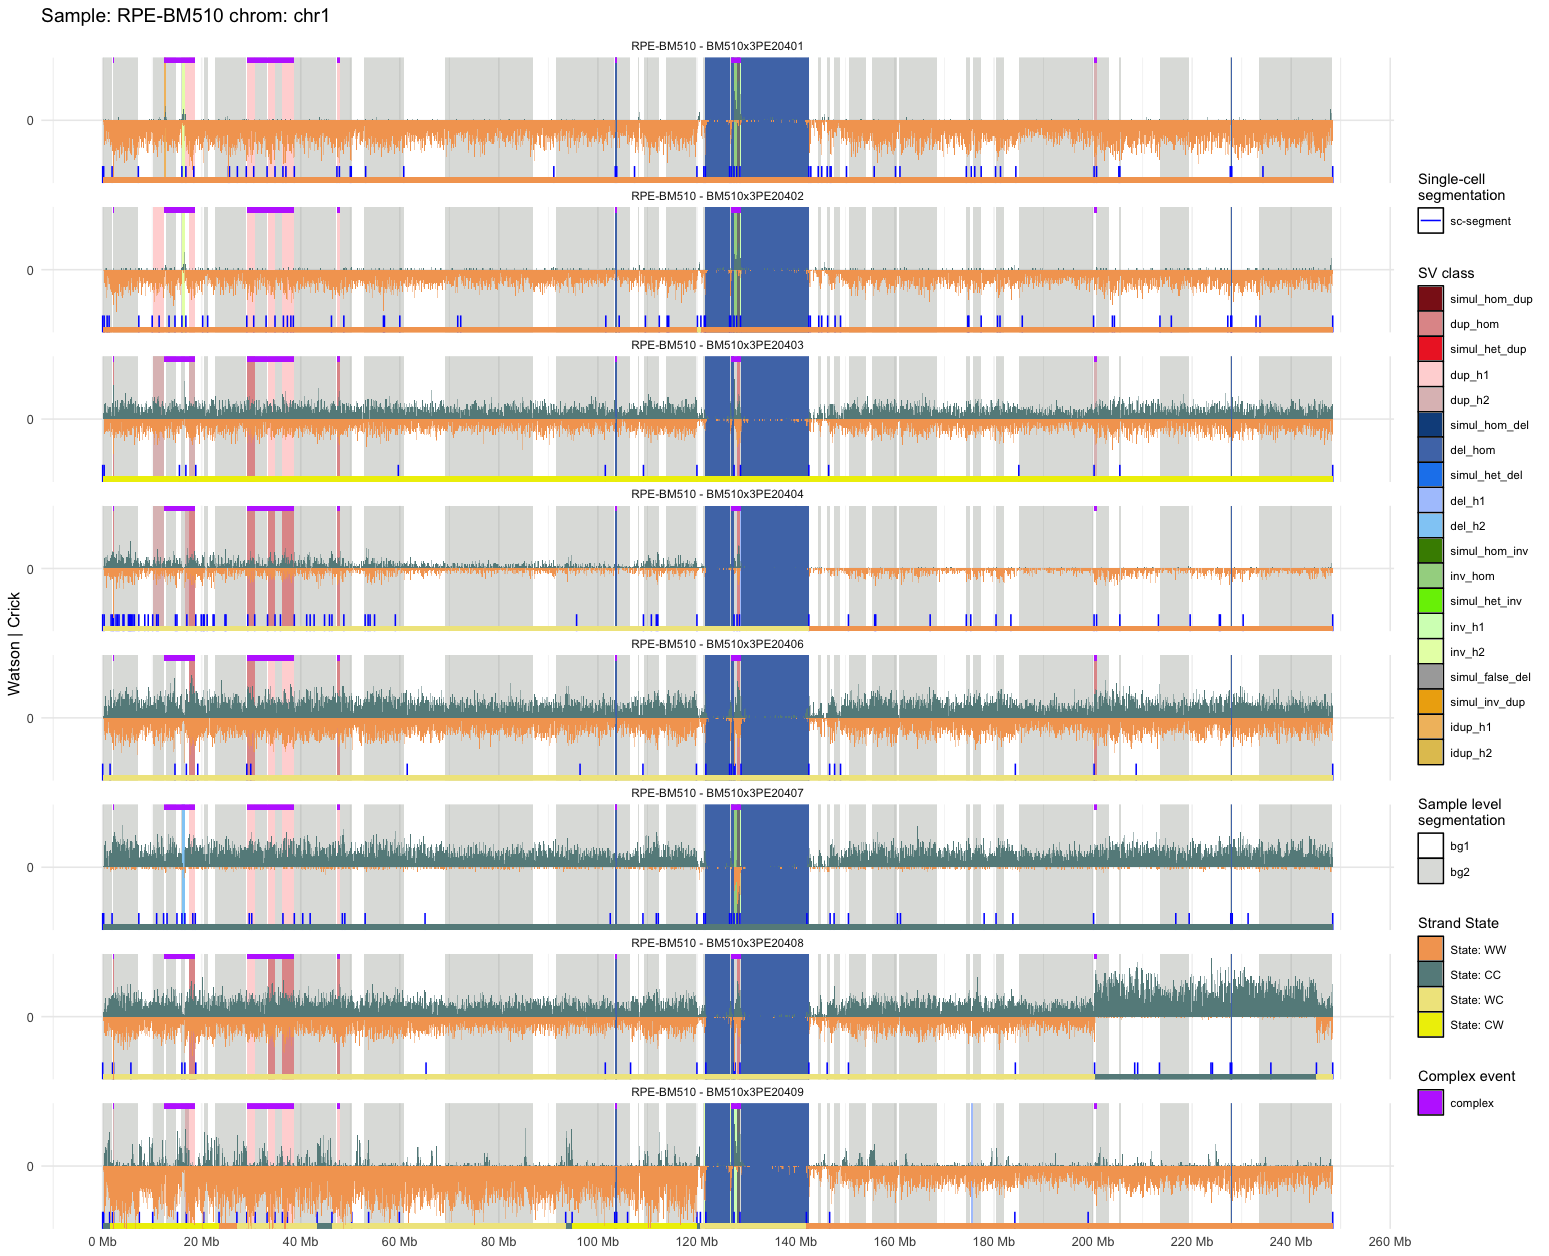 Sample: RPE-BM510 chrom: chr1
RPE-BM510 - BM510x3PE20401
0
RPE-BM510 - BM510x3PE20402
0
RPE-BM510 - BM510x3PE20403
0
RPE-BM510 - BM510x3PE20404
0
RPE-BM510 - BM510x3PE20406
0
RPE-BM510 - BM510x3PE20407
0
RPE-BM510 - BM510x3PE20408
0
RPE-BM510 - BM510x3PE20409
0
Watson | Crick
0 Mb 20 Mb 40 Mb 60 Mb 80 Mb 100 Mb 120 Mb 140 Mb 160 Mb 180 Mb 200 Mb 220 Mb 240 Mb 260 Mb
Single-cell
segmentation
sc-segment
SV class
simul_hom_dup
dup_hom
simul_het_dup
dup_h1
dup_h2
simul_hom_del
del_hom
simul_het_del
del_h1
del_h2
simul_hom_inv
inv_hom
simul_het_inv
inv_h1
inv_h2
simul_false_del
simul_inv_dup
idup_h1
idup_h2
Sample level
segmentation
bg1
bg2
Strand State
State: WW
State: CC
State: WC
State: CW
Complex event
complex